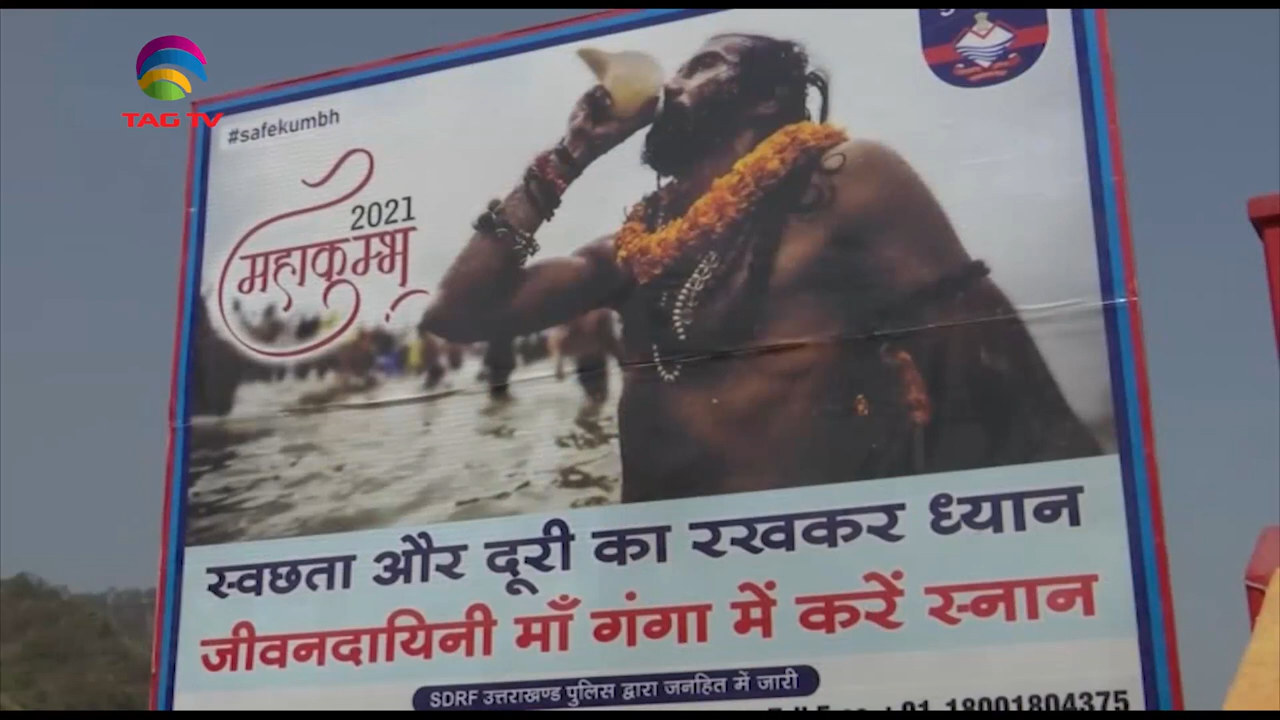 TAG TV
#safekumbh
2021
महाकुम्भ
स्वछता और दूरी का रखकर ध्यान
जीवनदायिनी माँ गंगा में करें स्नान
SDRF उत्तराखण्ड पुलिस द्वारा जनहित में जारी
18001804375